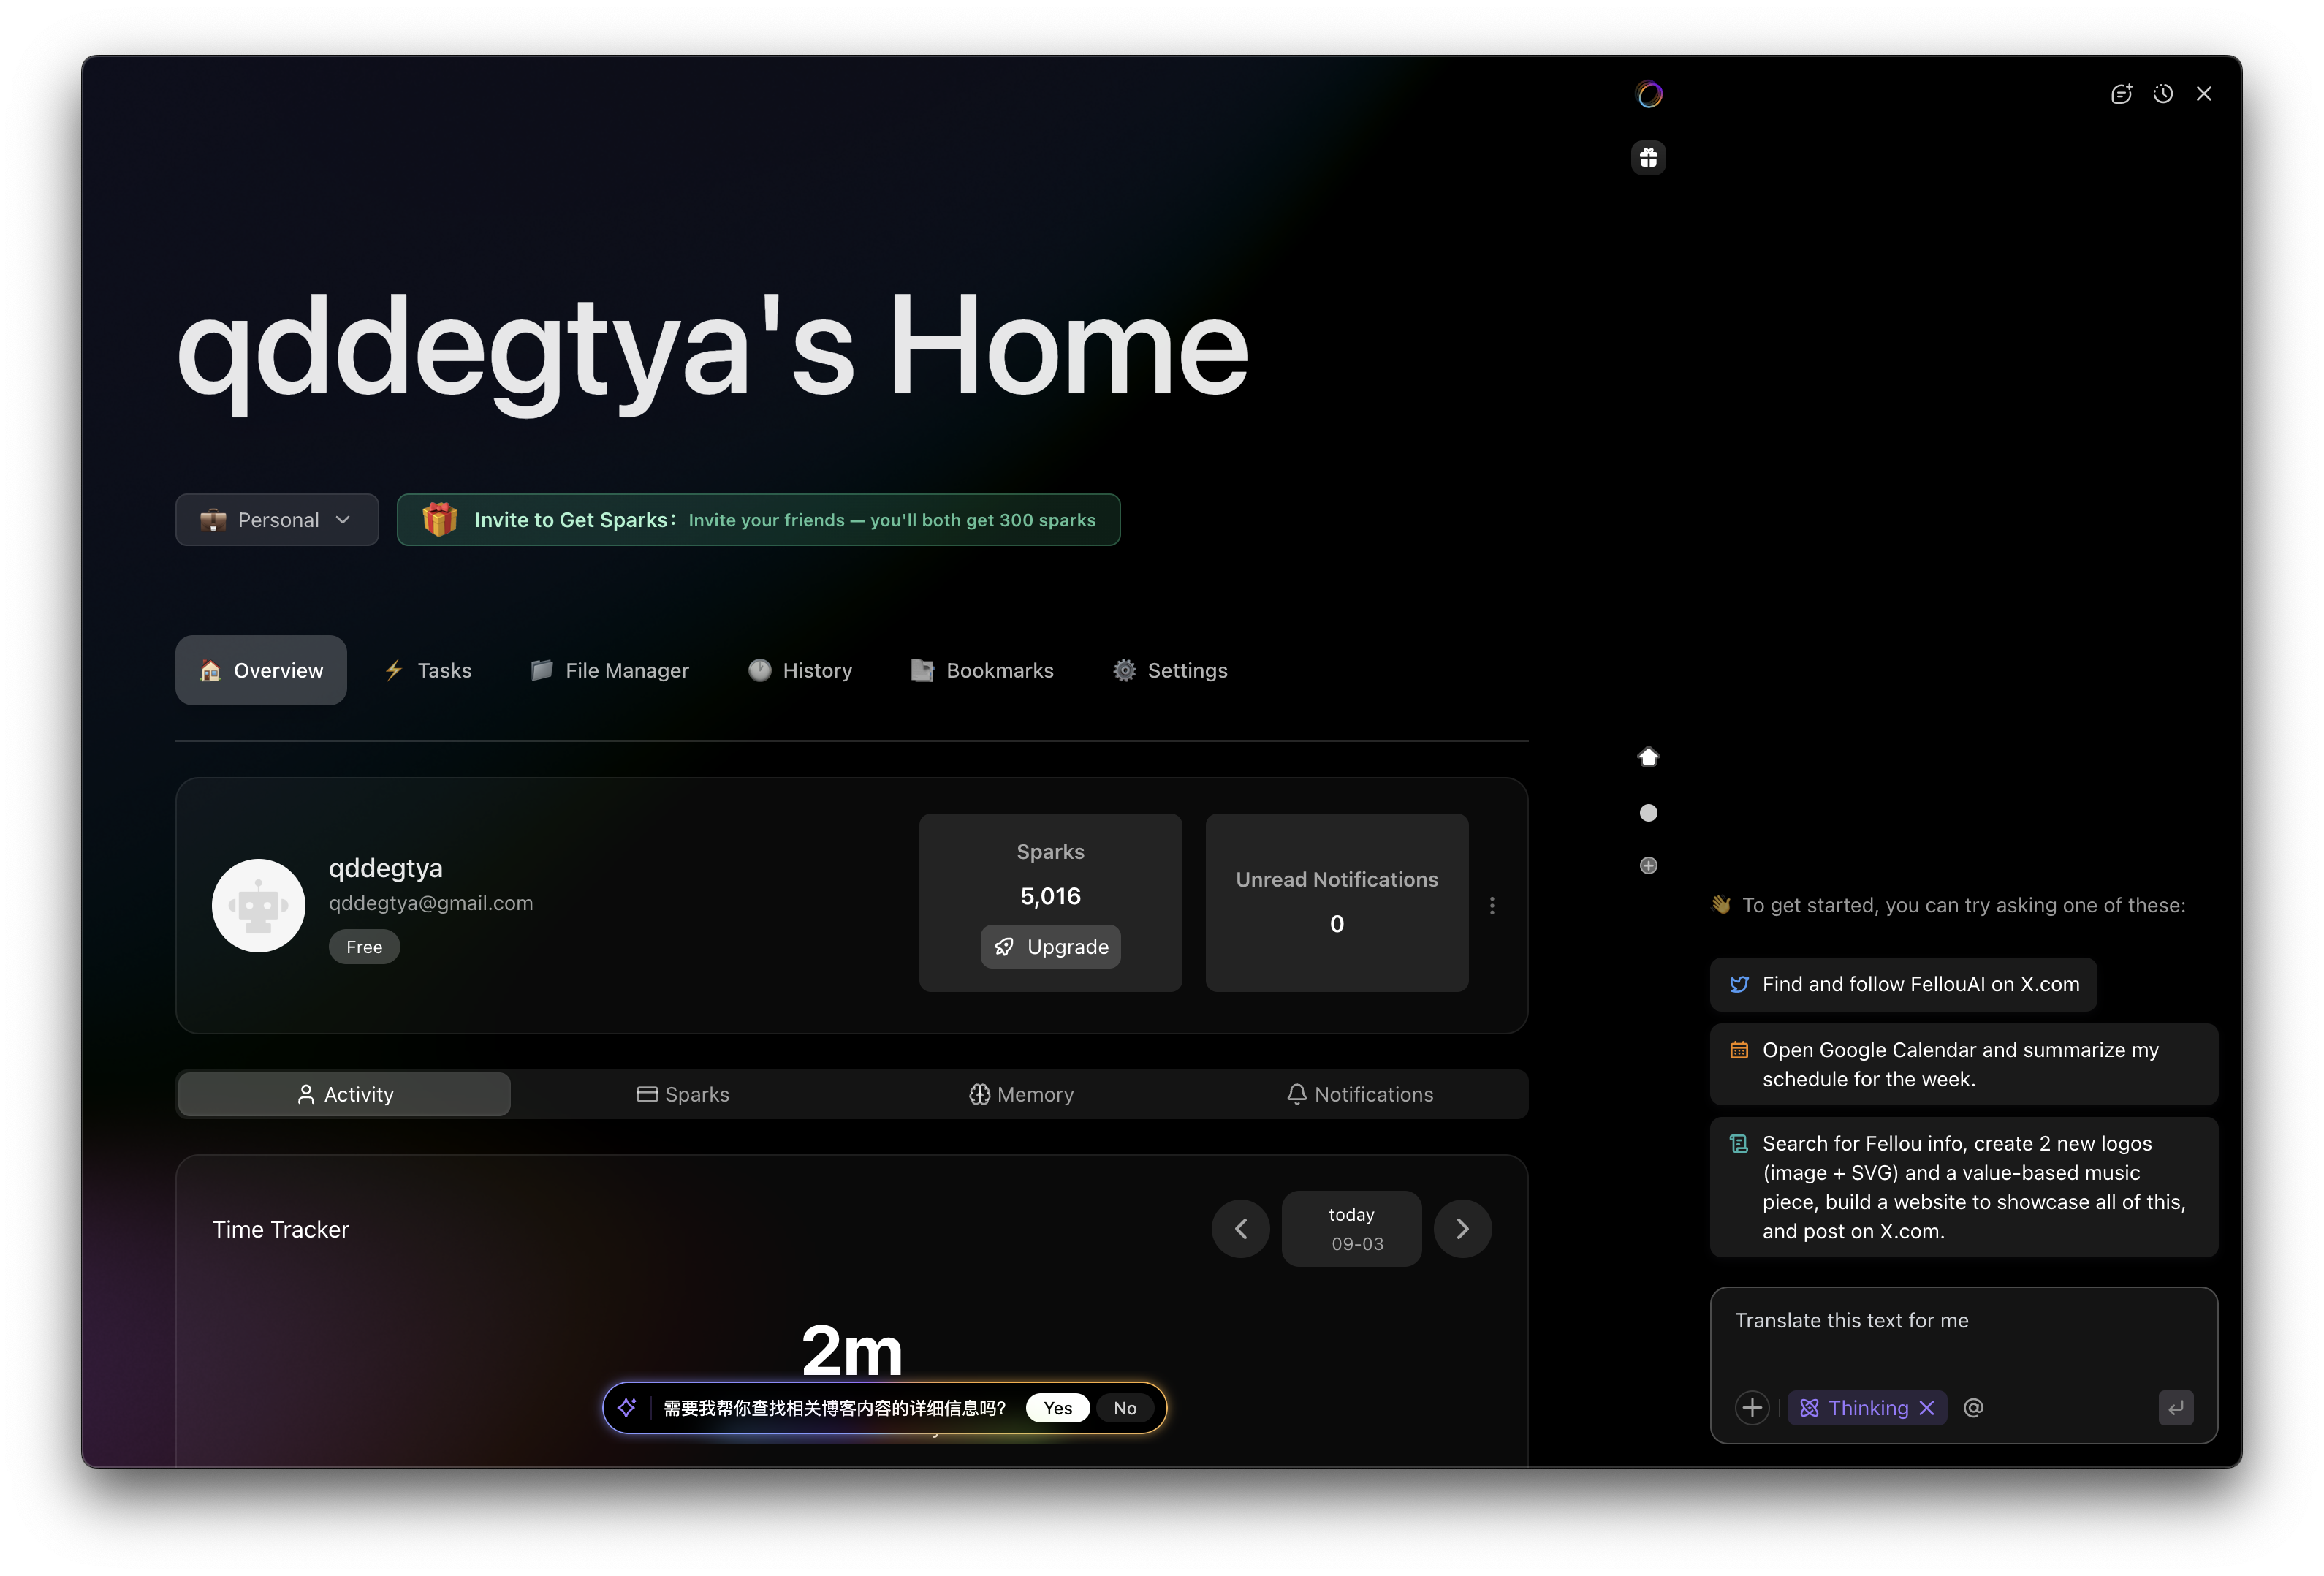 qddegtya's Home
Personal
Invite to Get Sparks: Invite your friends — you'll both get 300 sparks
Overview
Tasks
File Manager
History
Bookmarks
Settings
qddegtya
qddegtya@gmail.com
Free
Sparks
5,016
Upgrade
Unread Notifications
0
Activity
Sparks
Memory
Notifications
Time Tracker
today
09-03
2m
需要我帮你查找相关博客内容的详细信息吗?
Yes
No
To get started, you can try asking one of these:
Find and follow FellouAI on X.com
Open Google Calendar and summarize my
schedule for the week.
Search for Fellou info, create 2 new logos
(image + SVG) and a value-based music
piece, build a website to showcase all of this,
and post on X.com.
Translate this text for me
Thinking